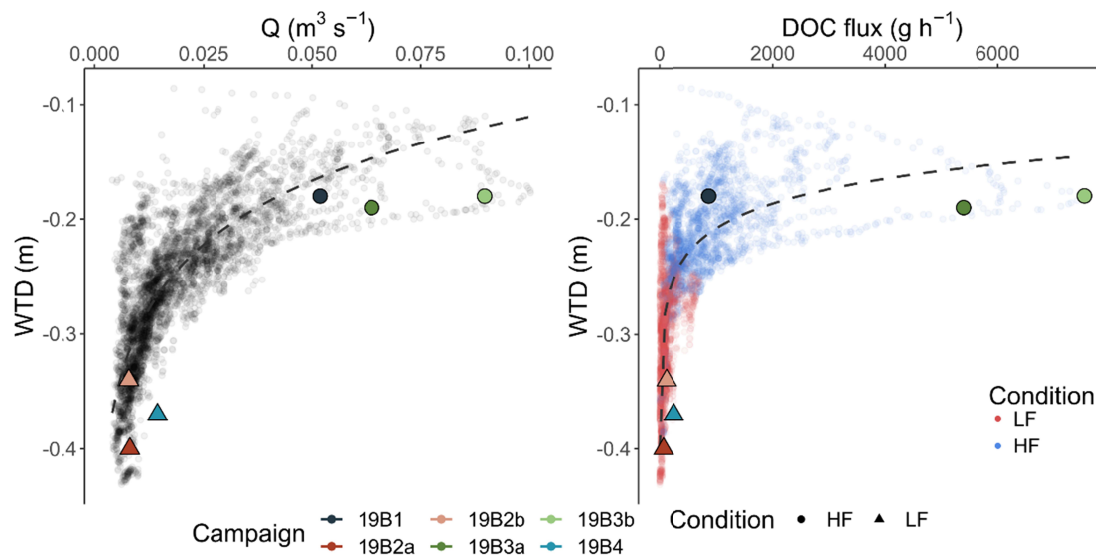 Q (m³ s⁻¹)
0.000 0.025 0.050 0.075 0.100
WTD (m)
-0.1
-0.2
-0.3
-0.4
DOC flux (g h⁻¹)
0 2000 4000 6000
WTD (m)
-0.1
-0.2
-0.3
-0.4
Condition
LF
HF
Campaign
19B1 19B2b 19B3b
19B2a 19B3a 19B4
Condition HF LF